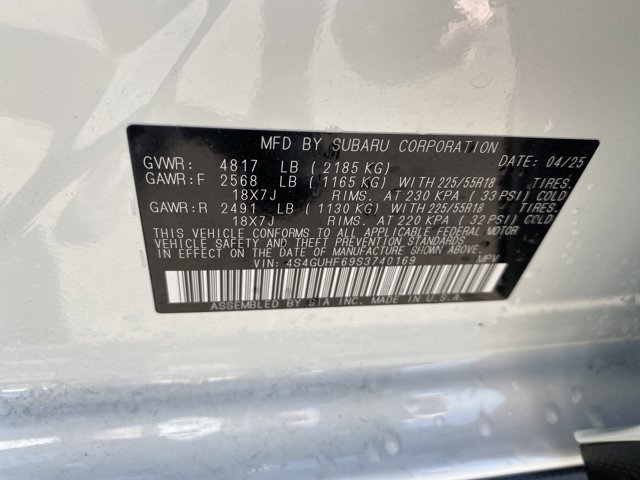 MFD BY SUBARU CORPORATION
GVWR: 4817 LB ( 2185 KG) DATE: 04/25
GAWR:F 2568 LB ( 1165 KG) WITH 225/55R18 TIRES.
18X7J RIMS. AT 230 KPA ( 33 PSI) COLD
GAWR:R 2491 LB ( 1130 KG) WITH 225/55R18 TIRES.
18X7J RIMS. AT 220 KPA ( 32 PSI) COLD
THIS VEHICLE CONFORMS TO ALL APPLICABLE FEDERAL MOTOR
VEHICLE SAFETY AND THEFT PREVENTION STANDARDS
IN EFFECT ON THE DATE OF MANUFACTURE SHOWN ABOVE.
VIN: 4S4GUHF69S3740169 MPV
ASSEMBLED BY SIA INC. MADE IN U.S.A.